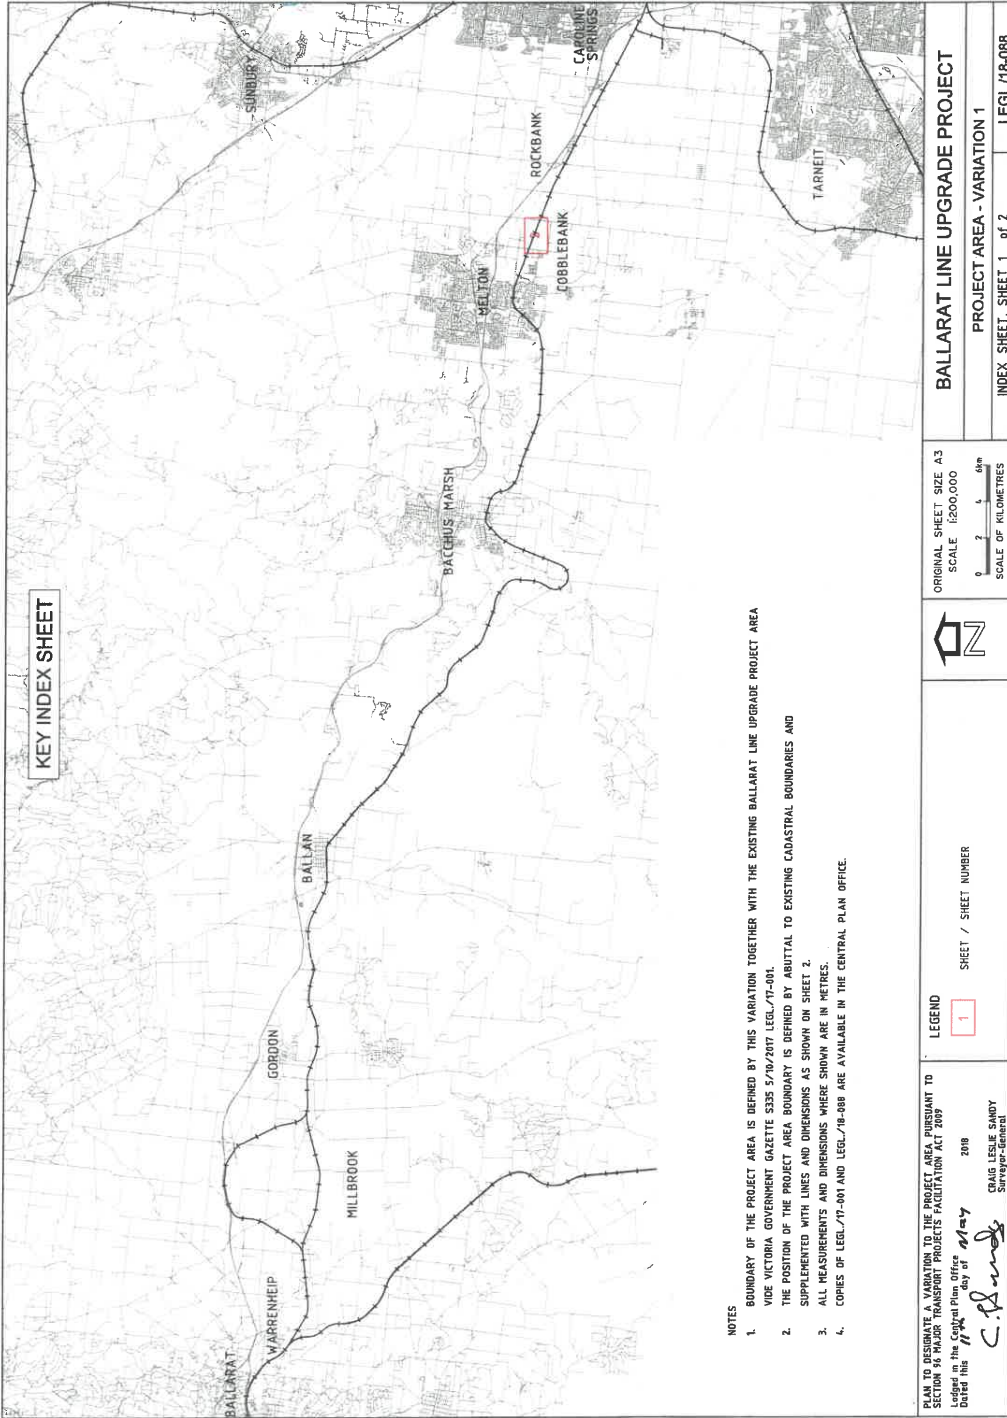 KEY INDEX SHEET
SUNBURY
CAROLINE
SPRINGS
ROCKBANK
TARNEIT
COBBLEBANK
MELTON
BACCHUS MARSH
BALLAN
GORDON
MILLBROOK
WARRENHEIP
BALLARAT
NOTES
1. BOUNDARY OF THE PROJECT AREA IS DEFINED BY THIS VARIATION TOGETHER WITH THE EXISTING BALLARAT LINE UPGRADE PROJECT AREA
VIDE VICTORIA GOVERNMENT GAZETTE S335 5/10/2017 LEGL./17-001.
2. THE POSITION OF THE PROJECT AREA BOUNDARY IS DEFINED BY ABUTTAL TO EXISTING CADASTRAL BOUNDARIES AND
SUPPLEMENTED WITH LINES AND DIMENSIONS AS SHOWN ON SHEET 2.
3. ALL MEASUREMENTS AND DIMENSIONS WHERE SHOWN ARE IN METRES.
4. COPIES OF LEGL./17-001 AND LEGL./18-088 ARE AVAILABLE IN THE CENTRAL PLAN OFFICE.
PLAN TO DESIGNATE A VARIATION TO THE PROJECT AREA PURSUANT TO
SECTION 96 MAJOR TRANSPORT PROJECTS FACILITATION ACT 2009
Lodged in the Central Plan Office
Dated this 11th day of May 2018
CRAIG LESLIE SANDY
Surveyor-General
LEGEND
1 SHEET / SHEET NUMBER
N
ORIGINAL SHEET SIZE A3
SCALE 1:200,000
0 2 4 6km
SCALE OF KILOMETRES
BALLARAT LINE UPGRADE PROJECT
PROJECT AREA - VARIATION 1
INDEX SHEET, SHEET 1 of 2
LEGL./18-088